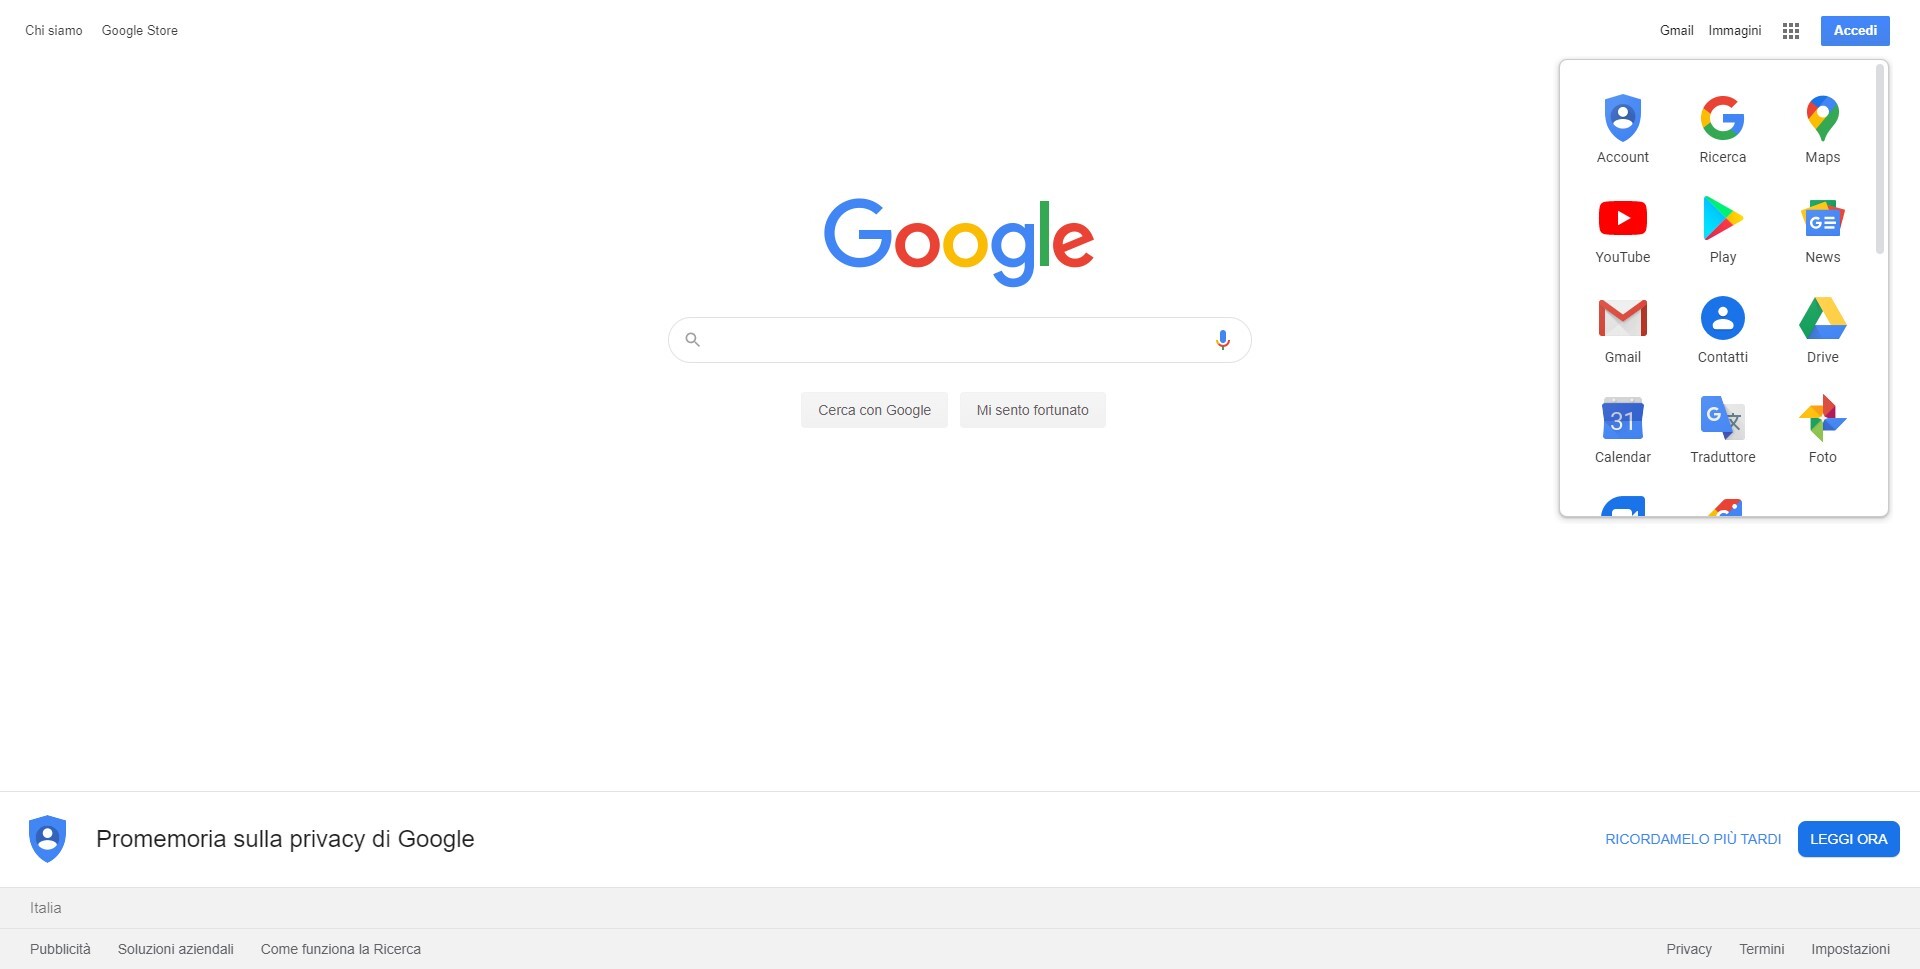 Chi siamo Google Store
Gmail Immagini Accedi
Account Ricerca Maps
YouTube Play News
Gmail Contatti Drive
31
Calendar Traduttore Foto
Google
Cerca con Google Mi sento fortunato
Promemoria sulla privacy di Google
RICORDAMELO PIÙ TARDI LEGGI ORA
Italia
Pubblicità Soluzioni aziendali Come funziona la Ricerca
Privacy Termini Impostazioni